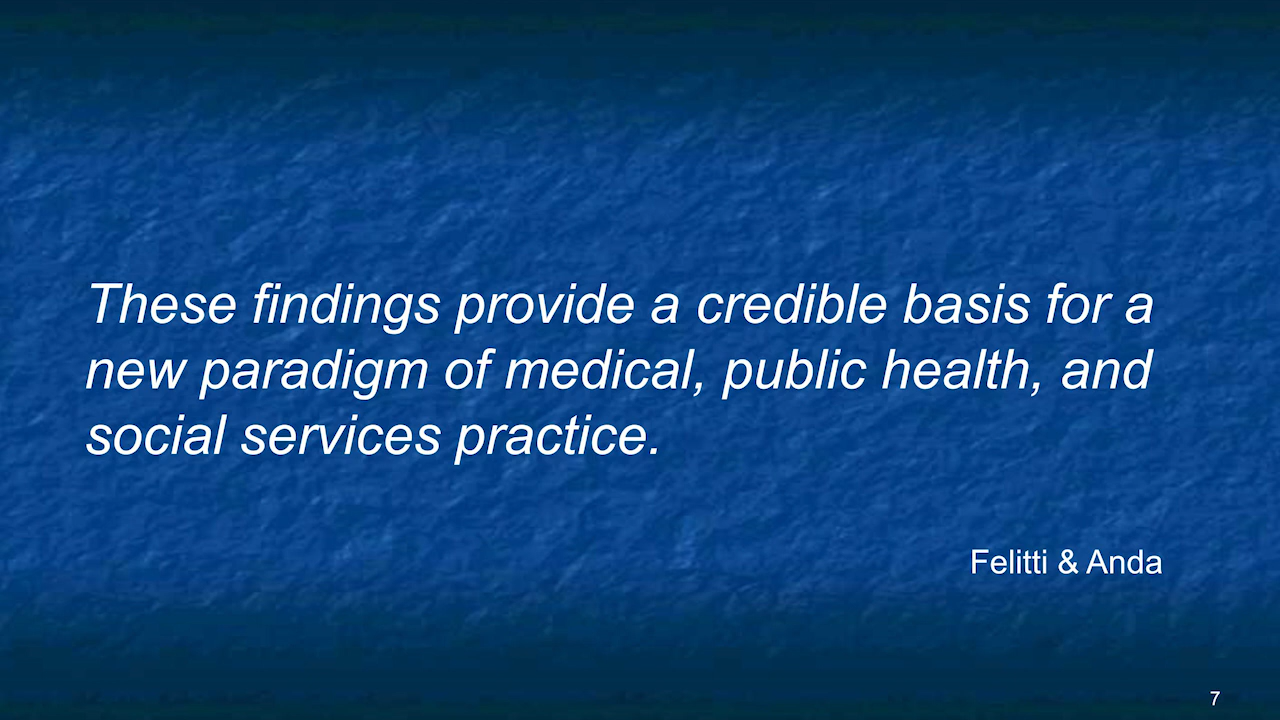 These findings provide a credible basis for a
new paradigm of medical, public health, and
social services practice.
Felitti & Anda
7